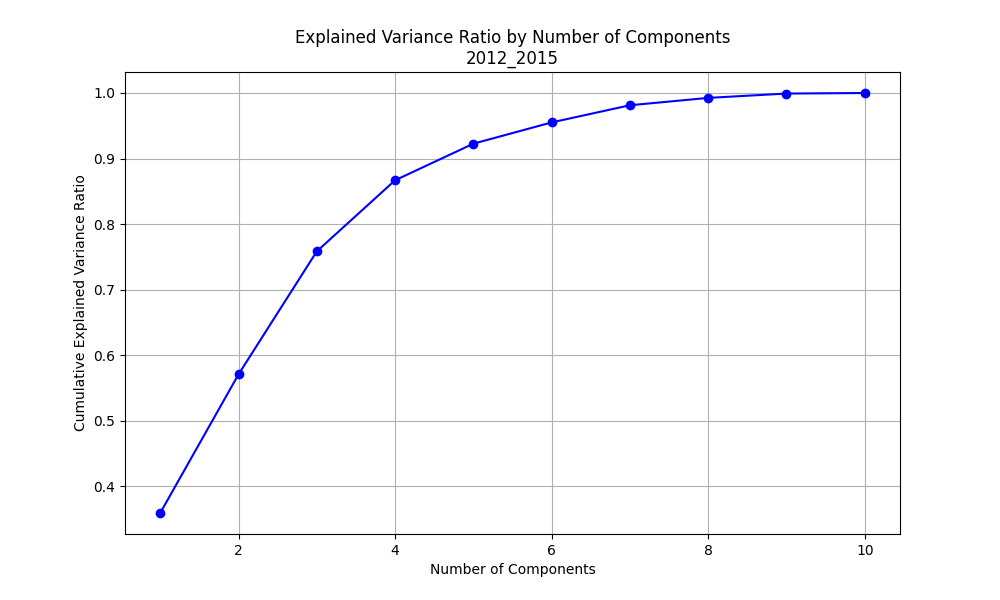 Explained Variance Ratio by Number of Components
2012_2015
Cumulative Explained Variance Ratio
1.0
0.9
0.8
0.7
0.6
0.5
0.4
2 4 6 8 10
Number of Components